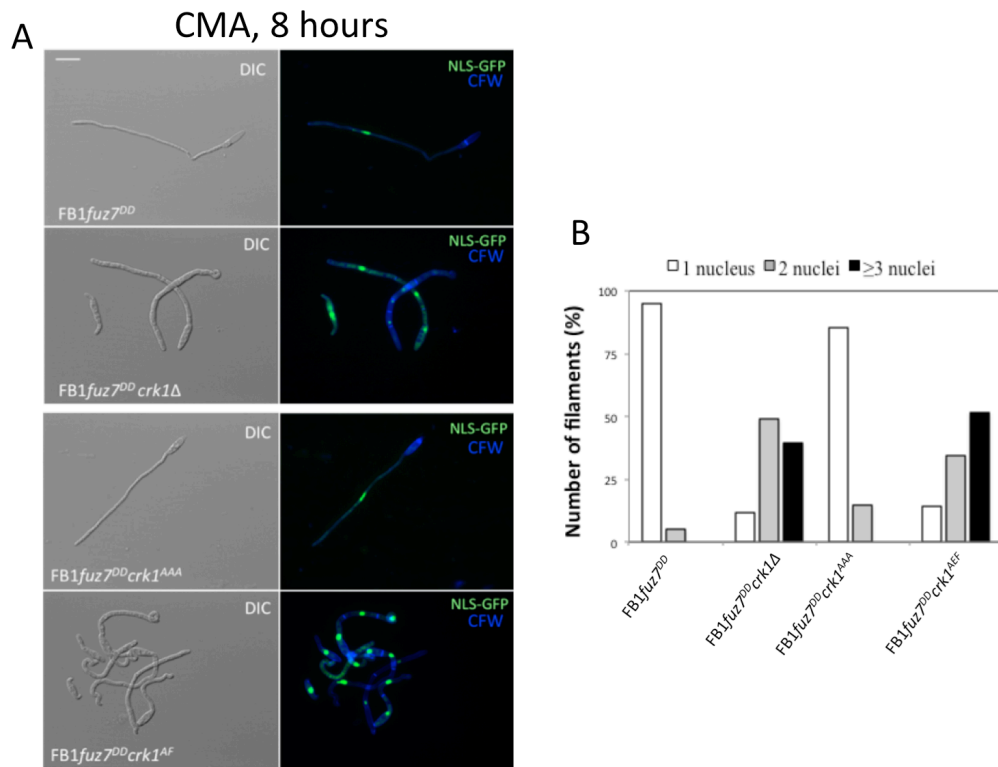 A
CMA, 8 hours
DIC
NLS-GFP
CFW
FB1fuz7DD
DIC
NLS-GFP
CFW
FB1fuz7DD crk1Δ
DIC
NLS-GFP
CFW
FB1fuz7DDcrk1AAA
DIC
NLS-GFP
CFW
FB1fuz7DDcrk1AF
B
1 nucleus 2 nuclei ≥3 nuclei
Number of filaments (%)
100
75
50
25
0
FB1fuz7DD
FB1fuz7DDcrk1Δ
FB1fuz7DDcrk1AAA
FB1fuz7DDcrk1AEF